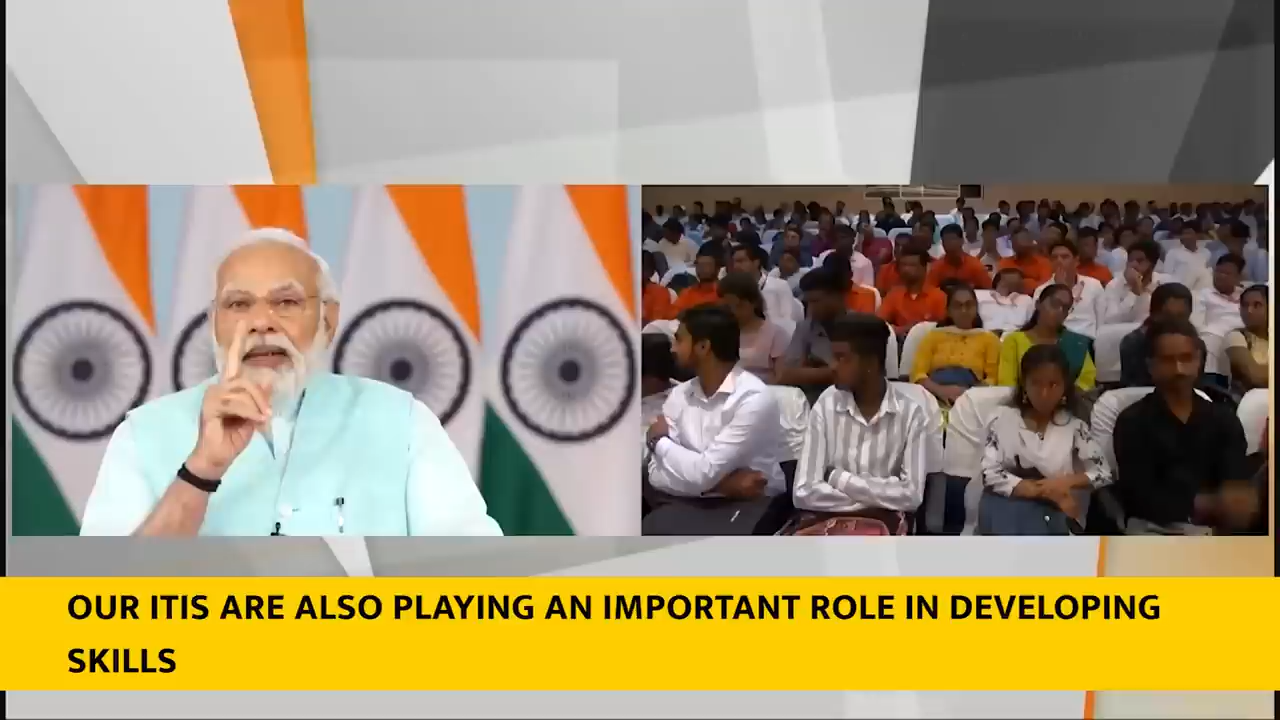 OUR ITIS ARE ALSO PLAYING AN IMPORTANT ROLE IN DEVELOPING
SKILLS